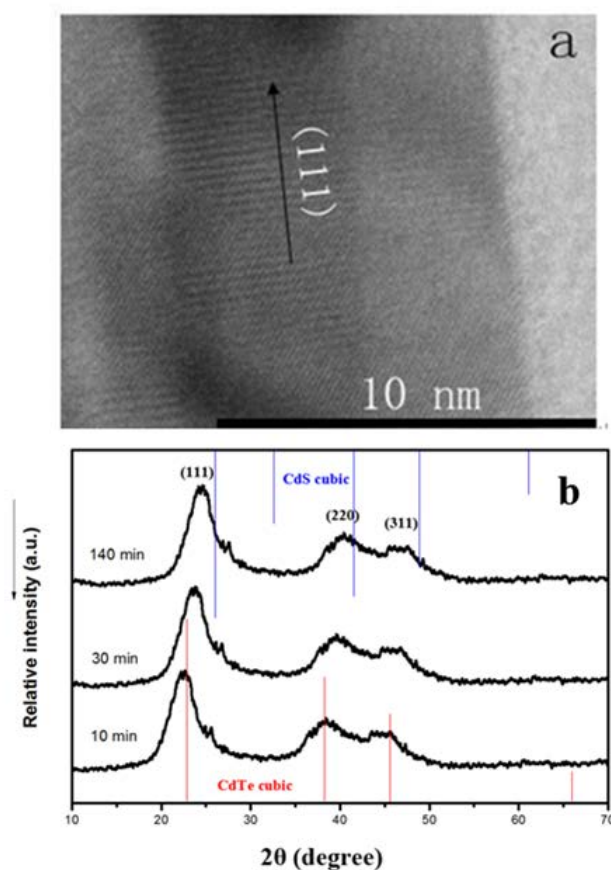 a
(111)
10 nm
b
(111)
CdS cubic
(220)
(311)
140 min
30 min
10 min
CdTe cubic
Relative intensity (a.u.)
10 20 30 40 50 60 70
2θ (degree)